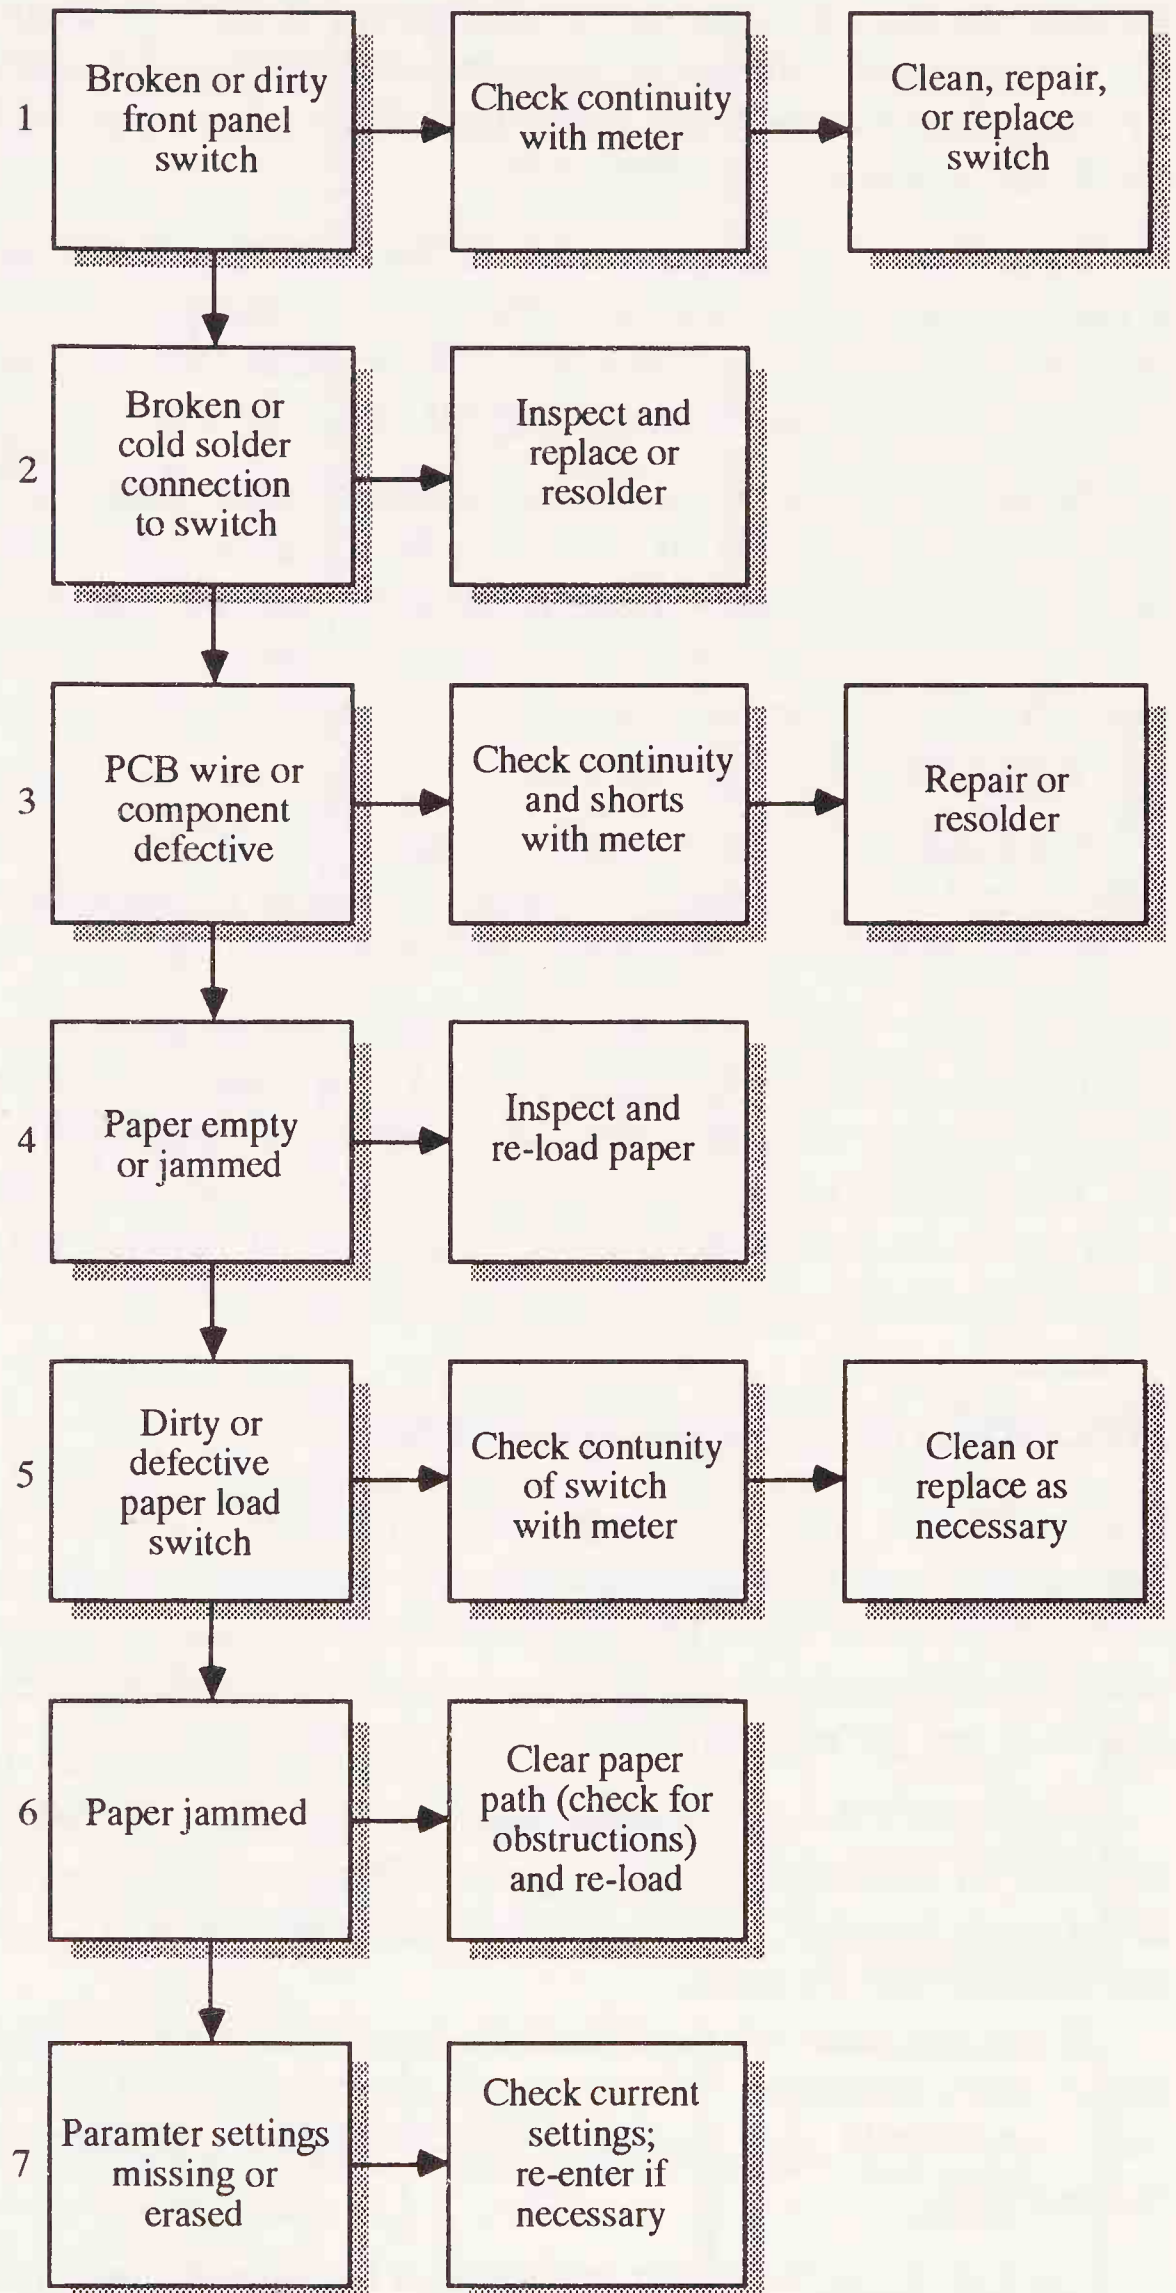 1
Broken or dirty
front panel
switch
Check continuity
with meter
Clean, repair,
or replace
switch
2
Broken or
cold solder
connection
to switch
Inspect and
replace or
resolder
3
PCB wire or
component
defective
Check continuity
and shorts
with meter
Repair or
resolder
4
Paper empty
or jammed
Inspect and
re-load paper
5
Dirty or
defective
paper load
switch
Check contunity
of switch
with meter
Clean or
replace as
necessary
6
Paper jammed
Clear paper
path (check for
obstructions)
and re-load
7
Paramter settings
missing or
erased
Check current
settings;
re-enter if
necessary